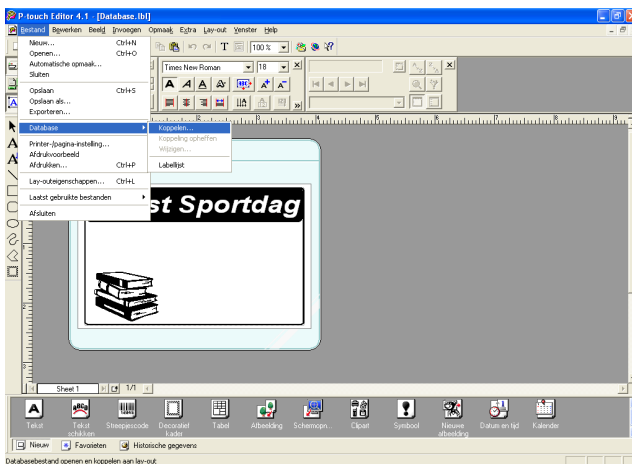 P-touch Editor 4.1 - [Database.lbl]
Bestand Bewerken Beeld Invoegen Opmaak Extra Lay-out Venster Help
Nieuw... Ctrl+N
Openen... Ctrl+O
Automatische opmaak...
Sluiten
Opslaan Ctrl+S
Opslaan als...
Exporteren...
Database
Printer-/pagina-instelling...
Afdrukvoorbeeld
Afdrukken... Ctrl+P
Lay-outeigenschappen... Ctrl+L
Laatst gebruikte bestanden
Afsluiten
Koppelen...
Koppeling opheffen
Wijzigen...
Labellijst
100 %
Times New Roman 18
st Sportdag
Sheet 1 1/1
Tekst
Tekst schikken
Streepjescode
Decoratief kader
Tabel
Afbeelding
Schermopn...
Clipart
Symbool
Nieuwe afbeelding
Datum en tijd
Kalender
Nieuw Favorieten Historische gegevens
Databasebestand openen en koppelen aan lay-out